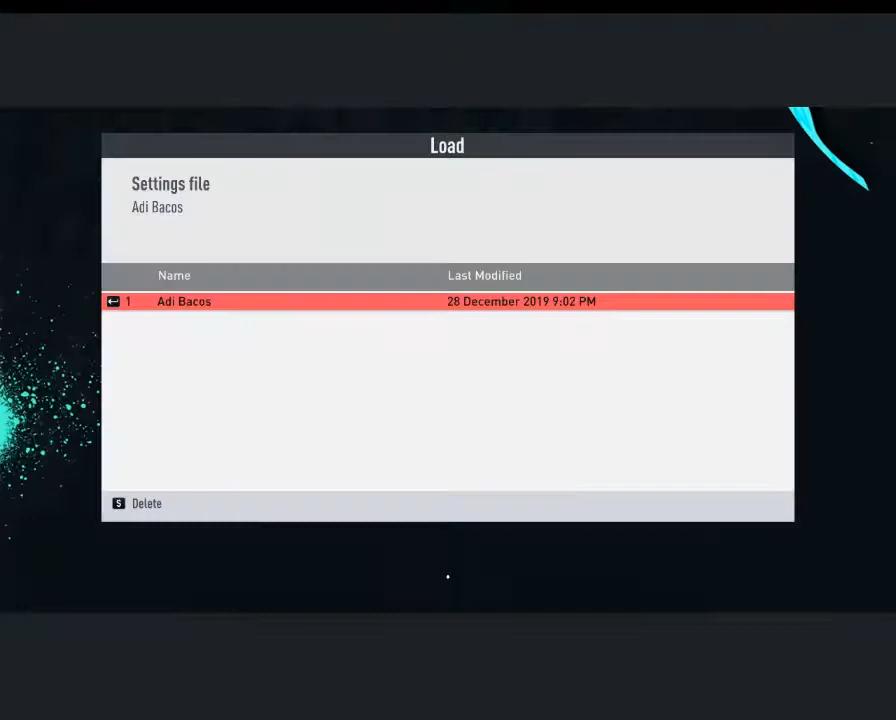 Load
Settings file
Adi Bacos
Name Last Modified
1 Adi Bacos 28 December 2019 9:02 PM
S Delete